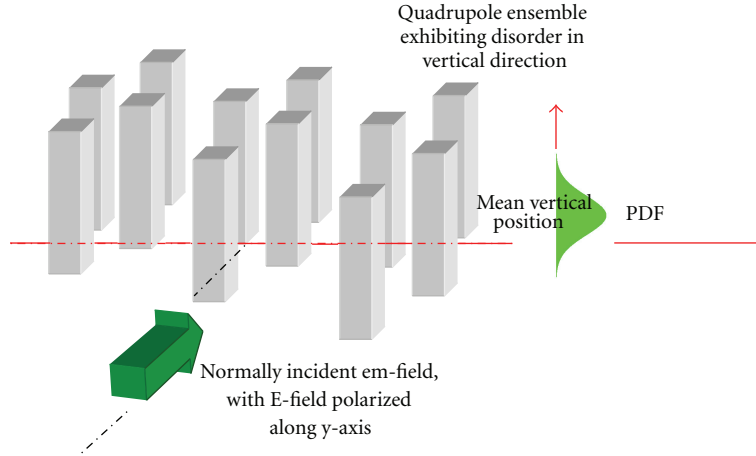 Quadrupole ensemble
exhibiting disorder in
vertical direction
Mean vertical
position
PDF
Normally incident em-field,
with E-field polarized
along y-axis